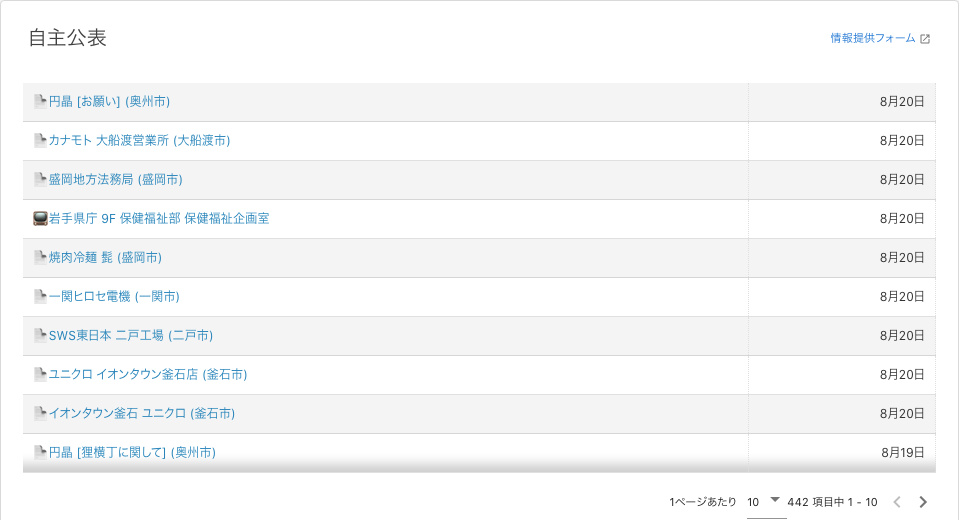 自主公表
情報提供フォーム
円晶 [お願い] (奥州市) 8月20日
カナモト 大船渡営業所 (大船渡市) 8月20日
盛岡地方法務局 (盛岡市) 8月20日
岩手県庁 9F 保健福祉部 保健福祉企画室 8月20日
焼肉冷麺 髭 (盛岡市) 8月20日
一関ヒロセ電機 (一関市) 8月20日
SWS東日本 二戸工場 (二戸市) 8月20日
ユニクロ イオンタウン釜石店 (釜石市) 8月20日
イオンタウン釜石 ユニクロ (釜石市) 8月20日
円晶 [狸横丁に関して] (奥州市) 8月19日
1ページあたり 10 442 項目中 1 - 10